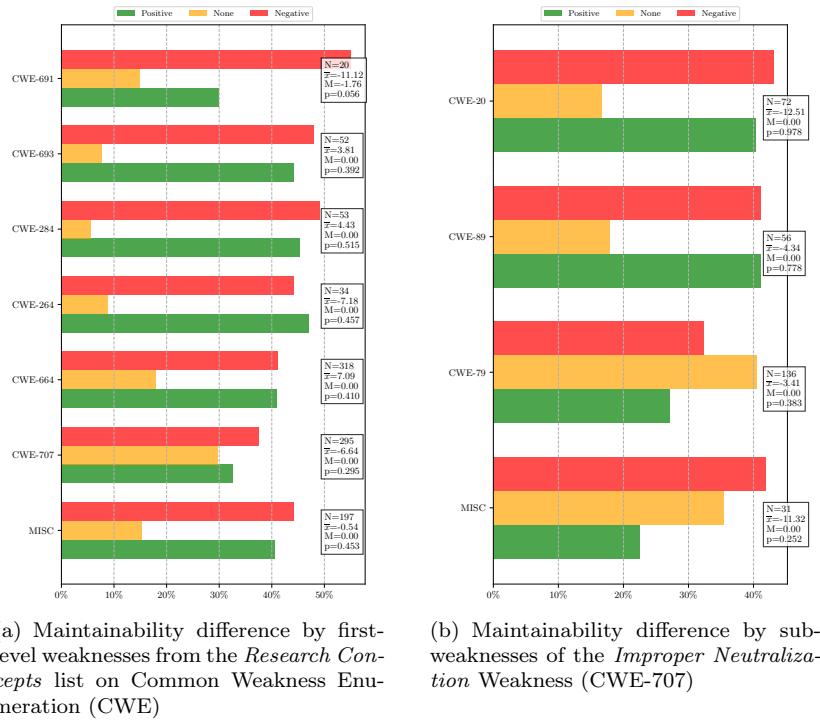 Positive None Negative
CWE-691
N=20
x̅=-11.12
M=-1.76
p=0.056
CWE-693
N=52
x̅=3.81
M=0.00
p=0.392
CWE-284
N=53
x̅=4.43
M=0.00
p=0.515
CWE-264
N=34
x̅=-7.18
M=0.00
p=0.457
CWE-664
N=318
x̅=7.09
M=0.00
p=0.410
CWE-707
N=295
x̅=-6.64
M=0.00
p=0.295
MISC
N=197
x̅=-0.54
M=0.00
p=0.453
0% 10% 20% 30% 40% 50%
(a) Maintainability difference by first-
level weaknesses from the Research Con-
cepts list on Common Weakness Enu-
meration (CWE)
Positive None Negative
CWE-20
N=72
x̅=-12.51
M=0.00
p=0.978
CWE-89
N=56
x̅=-4.34
M=0.00
p=0.778
CWE-79
N=136
x̅=-3.41
M=0.00
p=0.383
MISC
N=31
x̅=-11.32
M=0.00
p=0.252
0% 10% 20% 30% 40%
(b) Maintainability difference by sub-
weaknesses of the Improper Neutraliza-
tion Weakness (CWE-707)